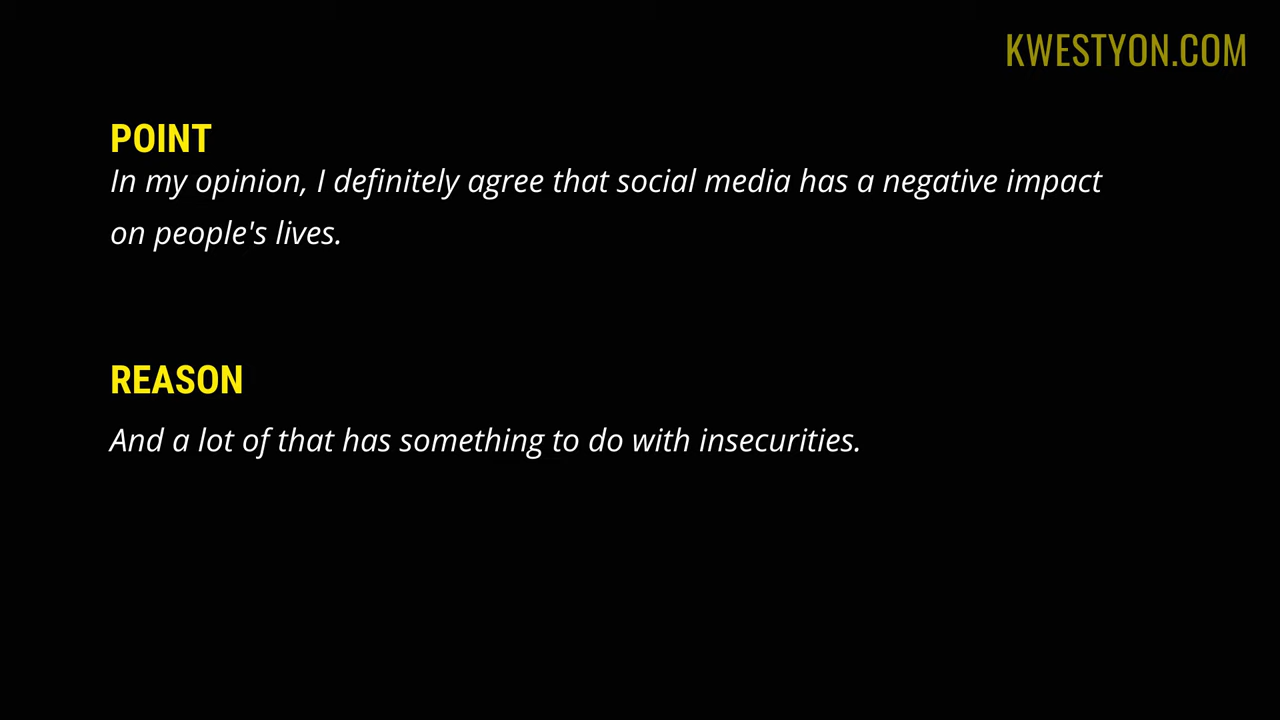 KWESTYON.COM
POINT
In my opinion, I definitely agree that social media has a negative impact
on people's lives.
REASON
And a lot of that has something to do with insecurities.